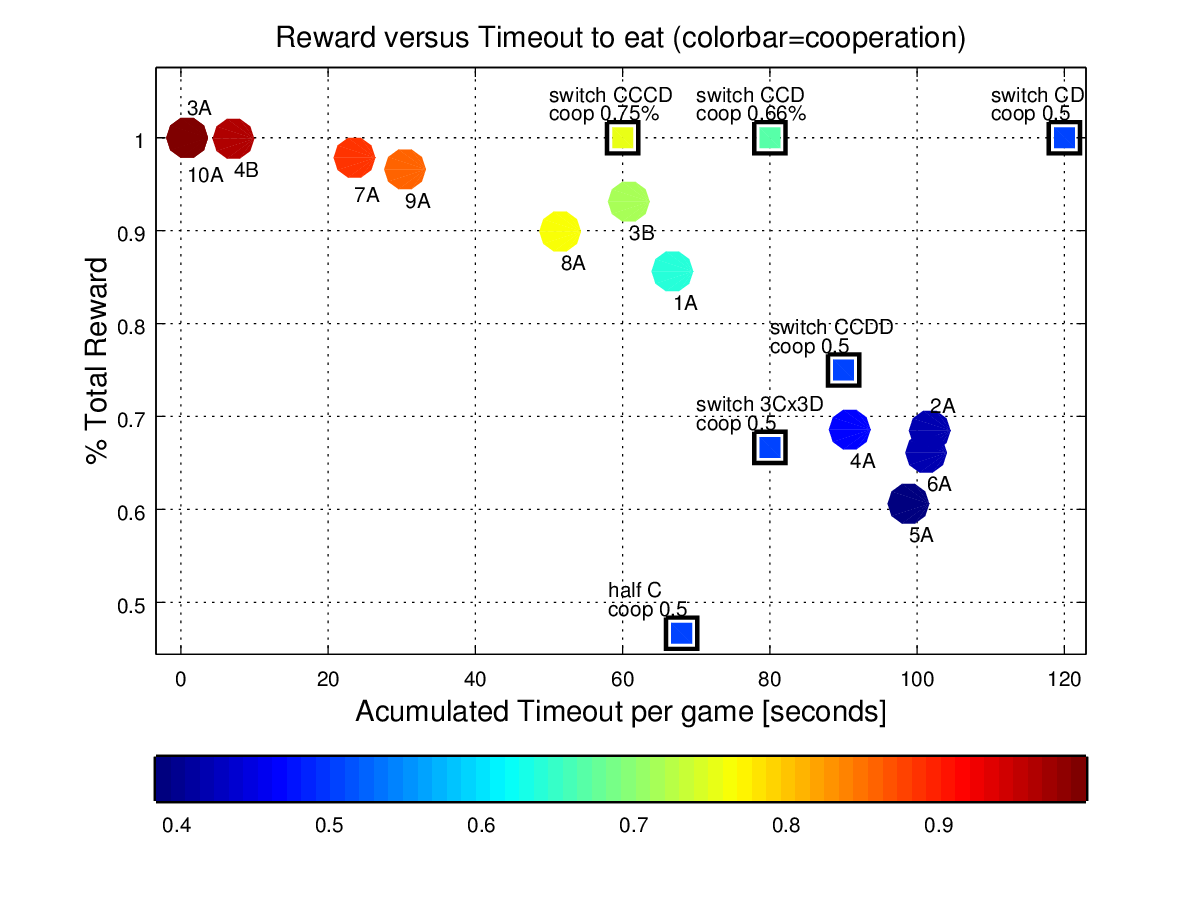 Reward versus Timeout to eat (colorbar=cooperation)
% Total Reward
1
0.9
0.8
0.7
0.6
0.5
3A
10A
4B
7A
9A
8A
switch CCCD
coop 0.75%
3B
1A
switch CCD
coop 0.66%
switch CD
coop 0.5
switch CCDD
coop 0.5
switch 3Cx3D
coop 0.5
4A
2A
6A
5A
half C
coop 0.5
0 20 40 60 80 100 120
Acumulated Timeout per game [seconds]
0.4 0.5 0.6 0.7 0.8 0.9